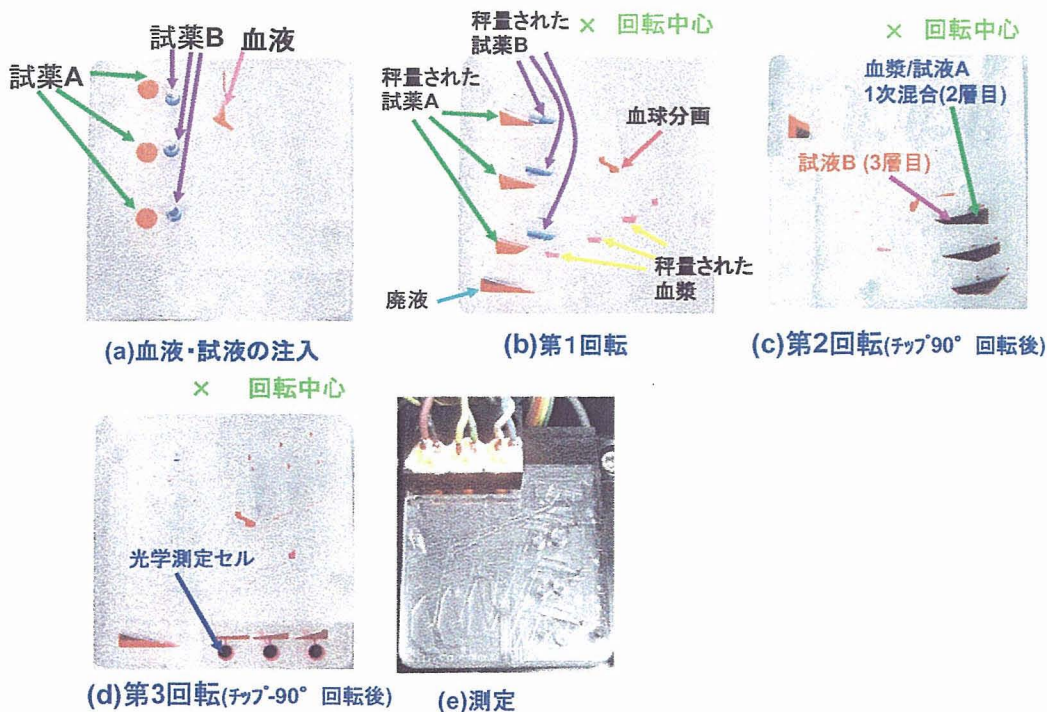 試薬B 血液
試薬A
(a)血液・試液の注入
秤量された
試薬B
× 回転中心
秤量された
試薬A
血球分画
秤量された
血漿
廃液
(b)第1回転
× 回転中心
血漿/試液A
1次混合(2層目)
試液B (3層目)
(c)第2回転(ﾁｯﾌﾟ90° 回転後)
× 回転中心
光学測定セル
(d)第3回転(ﾁｯﾌﾟ-90° 回転後)
(e)測定